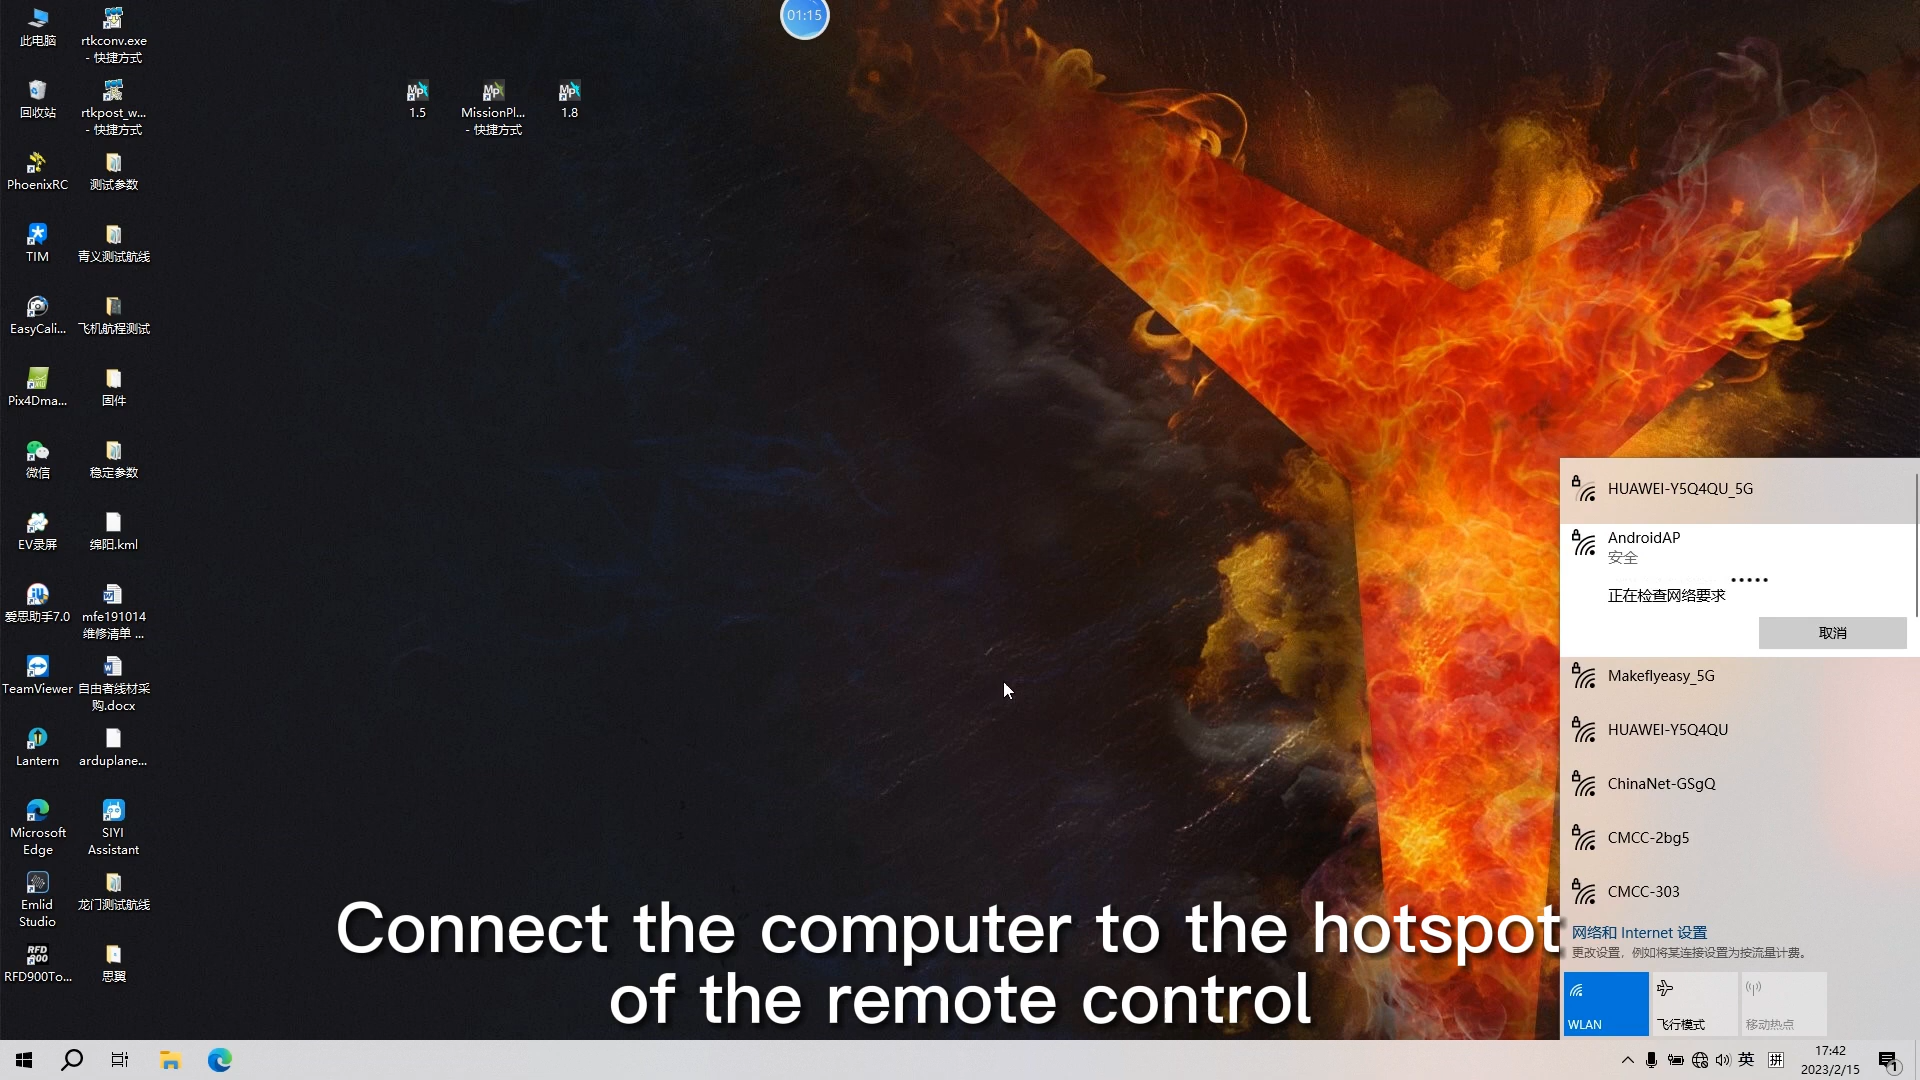 01:15
此电脑
rtkconv.exe
- 快捷方式
回收站
rtkpost_w...
- 快捷方式
1.5
MissionPl...
- 快捷方式
1.8
PhoenixRC
测试参数
TIM
青义测试航线
EasyCali...
飞机航程测试
Pix4Dma...
固件
微信
稳定参数
EV录屏
绵阳.kml
爱思助手7.0
mfe191014
维修清单 ...
TeamViewer
自由者线材采
购.docx
Lantern
arduplane...
Microsoft
Edge
SIYI
Assistant
Emlid
Studio
龙门测试航线
RFD900To...
思翼
HUAWEI-Y5Q4QU_5G
AndroidAP
安全
正在检查网络要求
取消
Makeflyeasy_5G
HUAWEI-Y5Q4QU
ChinaNet-GSgQ
CMCC-2bg5
CMCC-303
网络和 Internet 设置
更改设置，例如将某连接设置为按流量计费。
WLAN
飞行模式
移动热点
Connect the computer to the hotspot
of the remote control
英
拼
17:42
2023/2/15
1